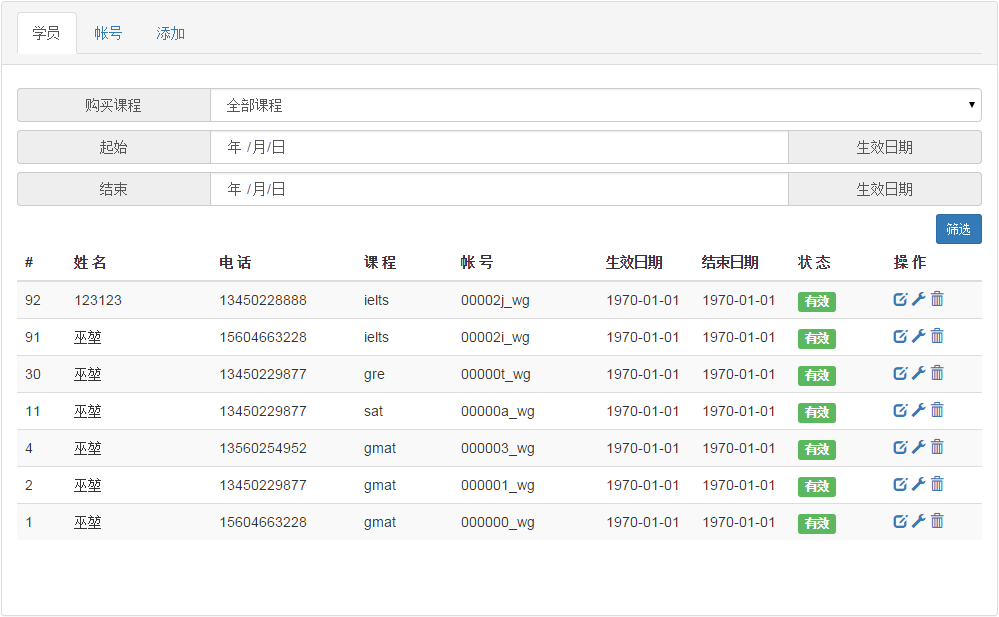 学员 帐号 添加
购买课程 全部课程
起始 年 /月/日 生效日期
结束 年 /月/日 生效日期
筛选
# 姓 名 电 话 课 程 帐 号 生效日期 结束日期 状 态 操 作
92 123123 13450228888 ielts 00002j_wg 1970-01-01 1970-01-01 有效
91 巫堃 15604663228 ielts 00002i_wg 1970-01-01 1970-01-01 有效
30 巫堃 13450229877 gre 00000t_wg 1970-01-01 1970-01-01 有效
11 巫堃 13450229877 sat 00000a_wg 1970-01-01 1970-01-01 有效
4 巫堃 13560254952 gmat 000003_wg 1970-01-01 1970-01-01 有效
2 巫堃 13450229877 gmat 000001_wg 1970-01-01 1970-01-01 有效
1 巫堃 15604663228 gmat 000000_wg 1970-01-01 1970-01-01 有效